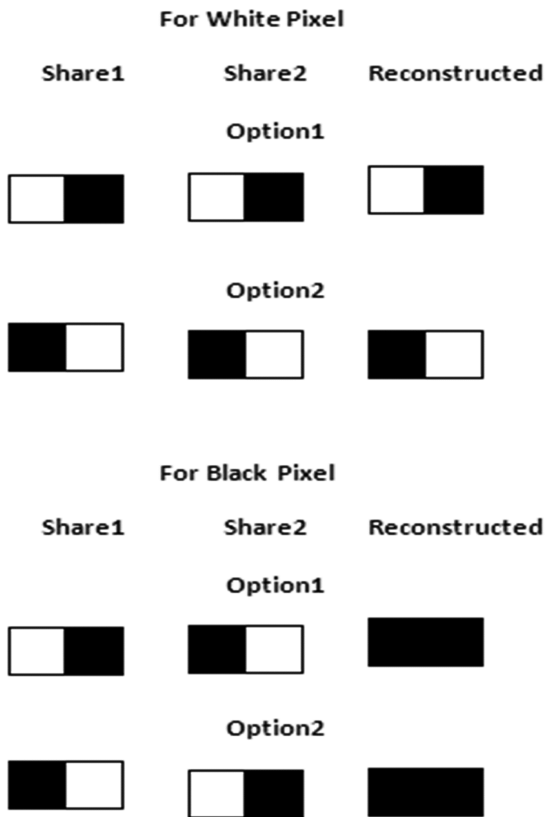 For White Pixel
Share1 Share2 Reconstructed
Option1
Option2
For Black Pixel
Share1 Share2 Reconstructed
Option1
Option2